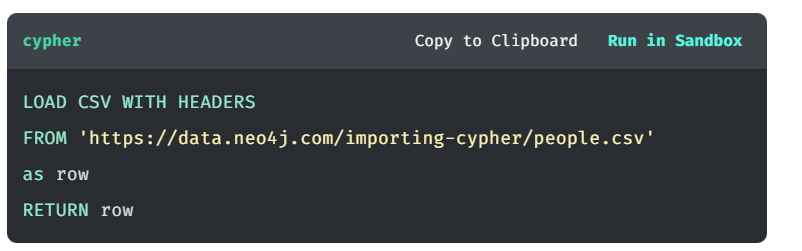 cypher
Copy to Clipboard
Run in Sandbox
LOAD CSV WITH HEADERS
FROM 'https://data.neo4j.com/importing-cypher/people.csv'
as row
RETURN row